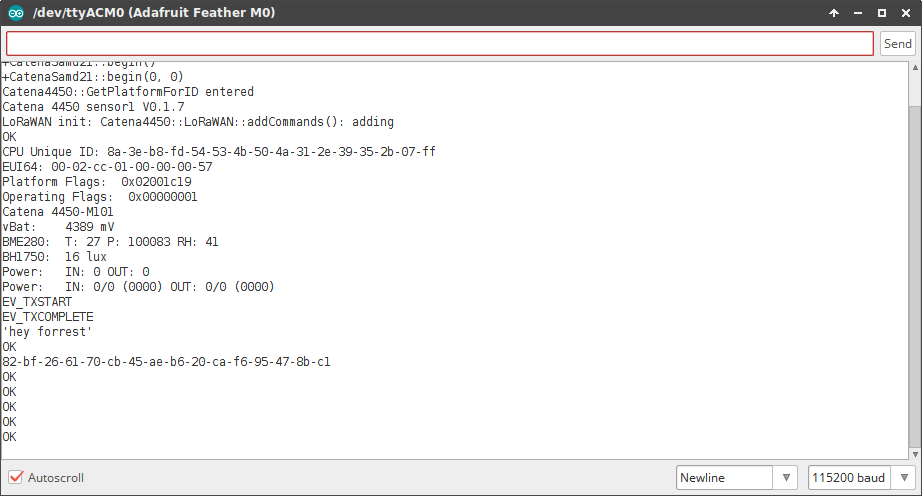 /dev/ttyACM0 (Adafruit Feather M0)
Send
+CatenaSamd21::begin()
+CatenaSamd21::begin(0, 0)
Catena4450::GetPlatformForID entered
Catena 4450 sensor1 V0.1.7
LoRaWAN init: Catena4450::LoRaWAN::addCommands(): adding
OK
CPU Unique ID: 8a-3e-b8-fd-54-53-4b-50-4a-31-2e-39-35-2b-07-ff
EUI64: 00-02-cc-01-00-00-00-57
Platform Flags:  0x02001c19
Operating Flags:  0x00000001
Catena 4450-M101
vBat:    4389 mV
BME280:  T: 27 P: 100083 RH: 41
BH1750:  16 lux
Power:   IN: 0 OUT: 0
Power:   IN: 0/0 (0000) OUT: 0/0 (0000)
EV_TXSTART
EV_TXCOMPLETE
'hey forrest'
OK
82-bf-26-61-70-cb-45-ae-b6-20-ca-f6-95-47-8b-c1
OK
OK
OK
OK
OK
Autoscroll
Newline
115200 baud